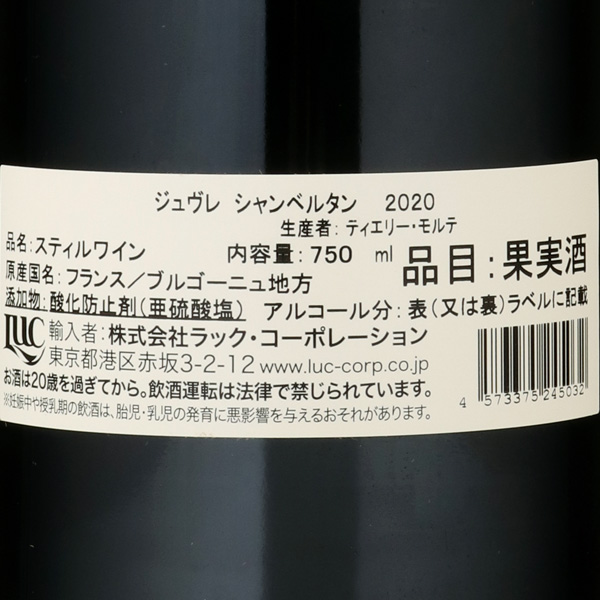 ジュヴレ シャンベルタン 2020
生産者：ティエリー・モルテ
品名：スティルワイン 内容量：750 ml
原産国名：フランス／ブルゴーニュ地方
品目：果実酒
添加物：酸化防止剤（亜硫酸塩） アルコール分：表（又は裏）ラベルに記載
LUC 輸入者：株式会社ラック・コーポレーション
東京都港区赤坂3-2-12 www.luc-corp.co.jp
お酒は20歳を過ぎてから。飲酒運転は法律で禁じられています。
※妊娠中や授乳期の飲酒は、胎児・乳児の発育に悪影響を与えるおそれがあります。
4 573375 245032